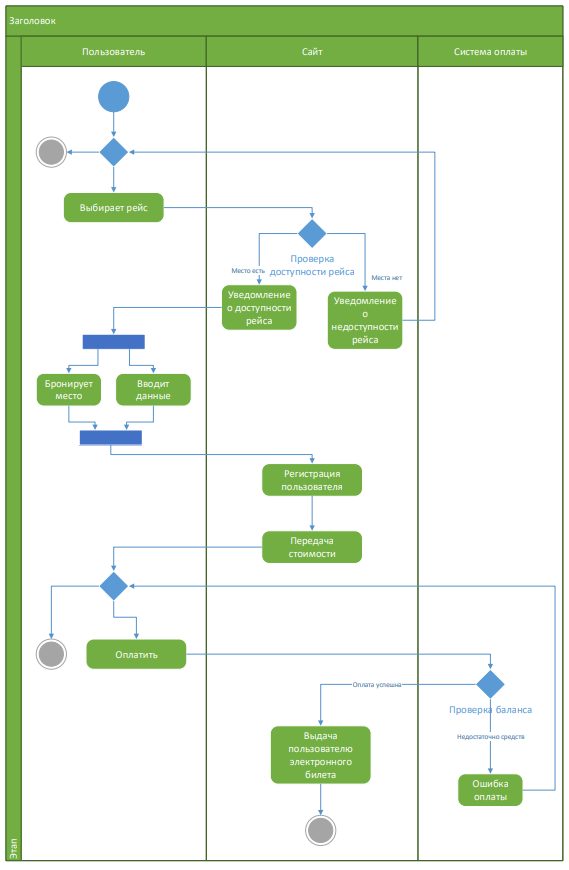 Заголовок
Пользователь
Сайт
Система оплаты
Выбирает рейс
Проверка
доступности рейса
Место есть
Места нет
Уведомление
о доступности
рейса
Уведомление
о
недоступности
рейса
Бронирует
место
Вводит
данные
Регистрация
пользователя
Передача
стоимости
Оплатить
Оплата успешна
Проверка баланса
Недостаточно средств
Выдача
пользователю
электронного
билета
Ошибка
оплаты
Этап